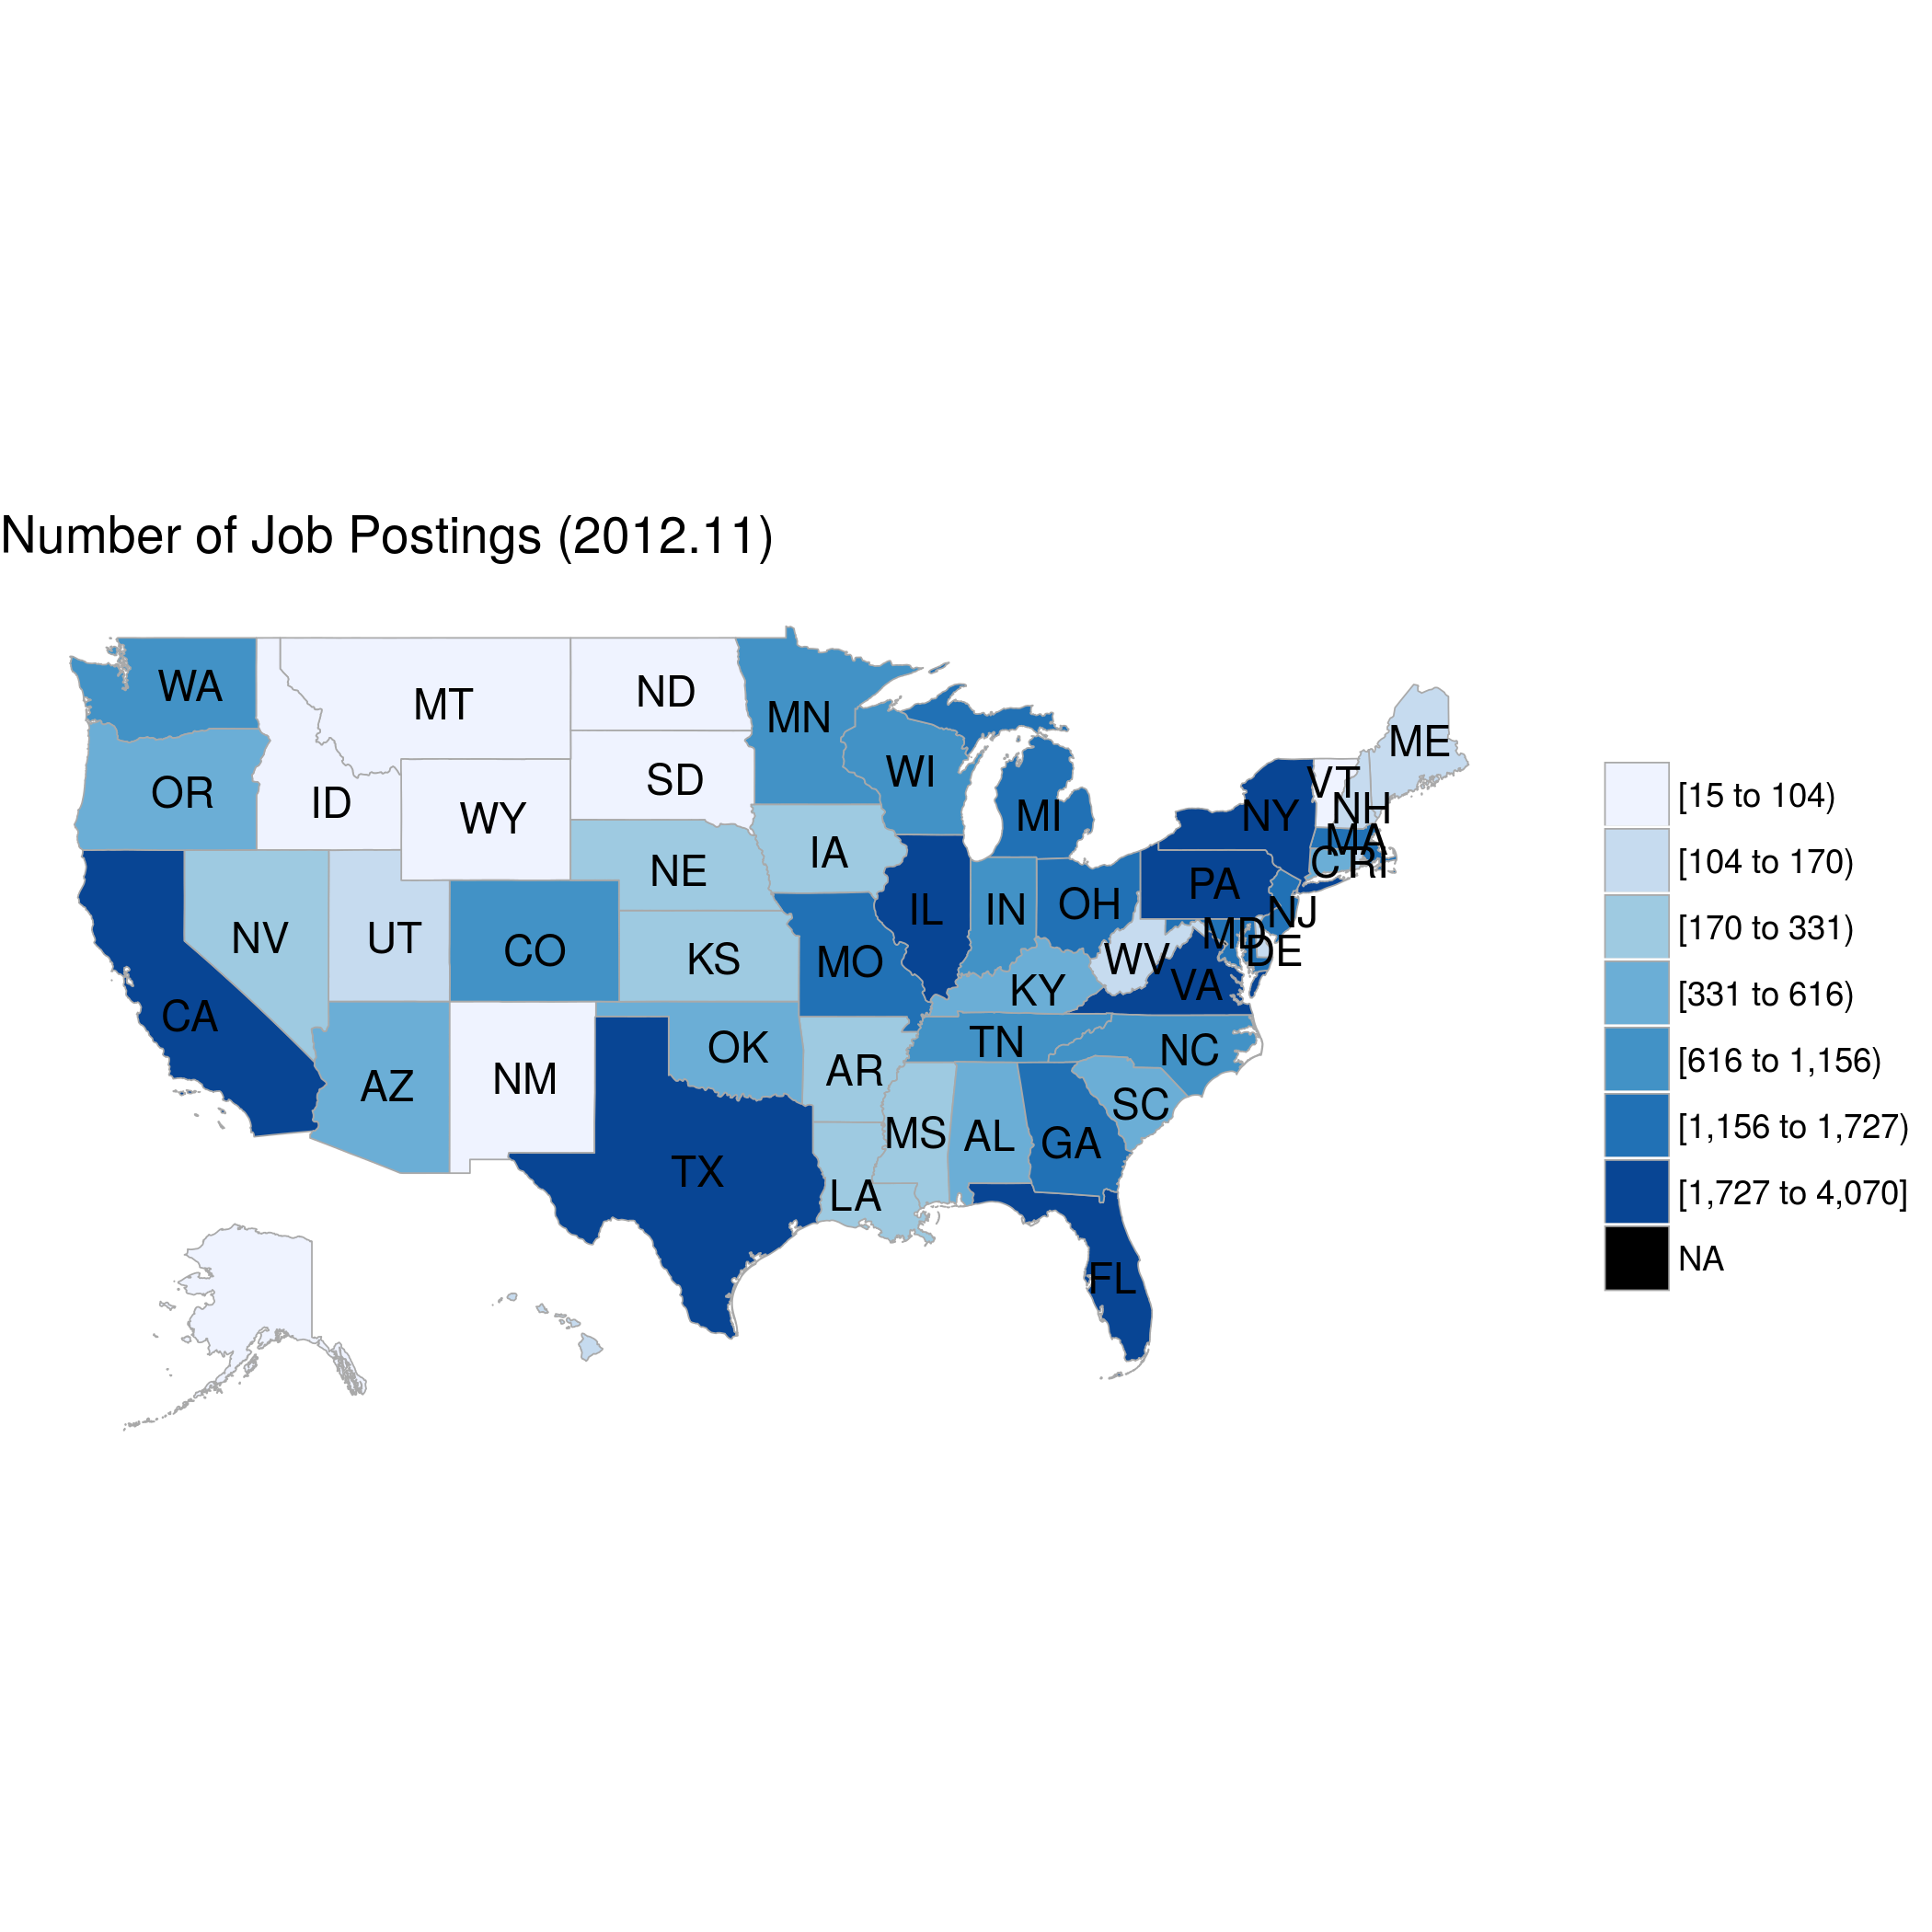 Number of Job Postings (2012.11)
WA
MT
ND
MN
ME
OR
ID
WY
SD
WI
MI
NY
VT
NH
MA
CT RI
NE
IA
PA
NJ
IL
IN
OH
MD
DE
NV
UT
CO
KS
MO
WV
VA
KY
CA
AZ
NM
OK
AR
TN
NC
SC
MS
AL
GA
TX
LA
FL
[15 to 104)
[104 to 170)
[170 to 331)
[331 to 616)
[616 to 1,156)
[1,156 to 1,727)
[1,727 to 4,070]
NA